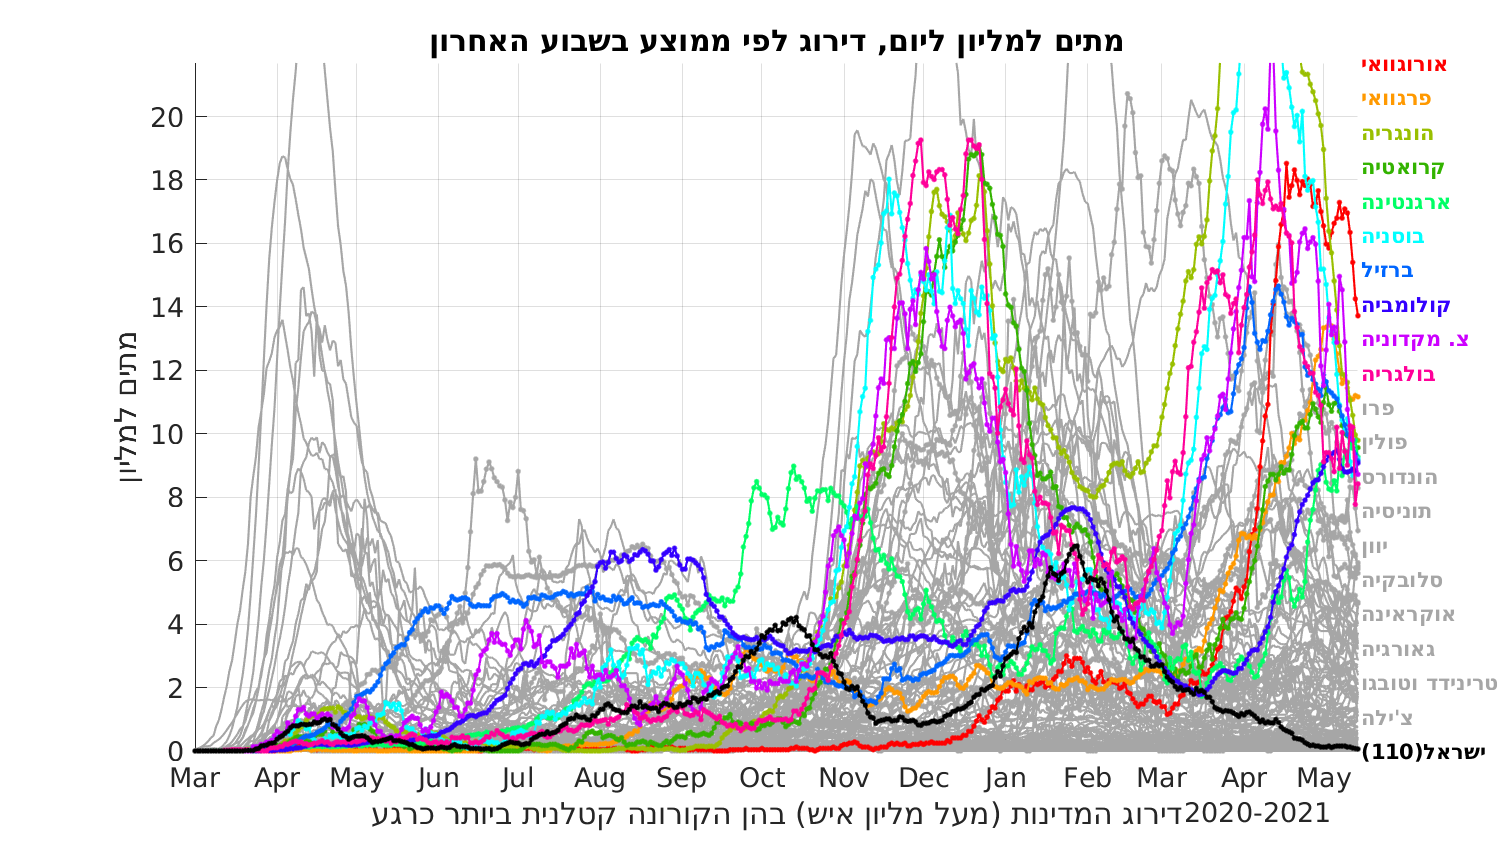 מתים למליון ליום, דירוג לפי ממוצע בשבוע האחרון
מתים למליון
20
18
16
14
12
10
8
6
4
2
0
Mar Apr May Jun Jul Aug Sep Oct Nov Dec Jan Feb Mar Apr May
דירוג המדינות (מעל מליון איש) בהן הקורונה קטלנית ביותר כרגע2020-2021
אורוגוואי
פרגוואי
הונגריה
קרואטיה
ארגנטינה
בוסניה
ברזיל
קולומביה
צ. מקדוניה
בולגריה
פרו
פולין
הונדורס
תוניסיה
יוון
סלובקיה
אוקראינה
גאורגיה
טרינידד וטובגו
צ'ילה
ישראל(110)